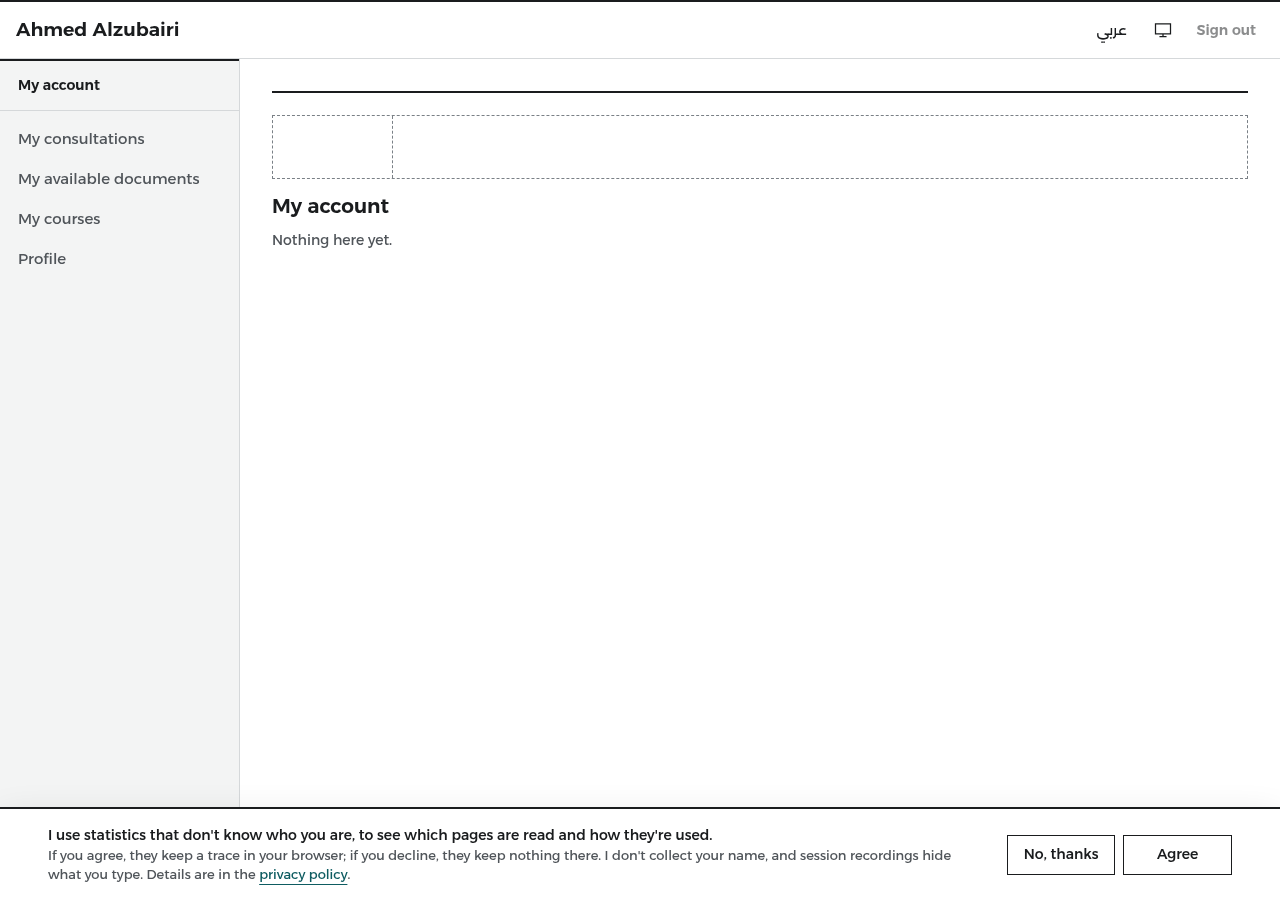 Ahmed Alzubairi
عربي
Sign out
My account
My consultations
My available documents
My courses
Profile
My account
Nothing here yet.
I use statistics that don't know who you are, to see which pages are read and how they're used.
If you agree, they keep a trace in your browser; if you decline, they keep nothing there. I don't collect your name, and session recordings hide
what you type. Details are in the privacy policy.
No, thanks
Agree